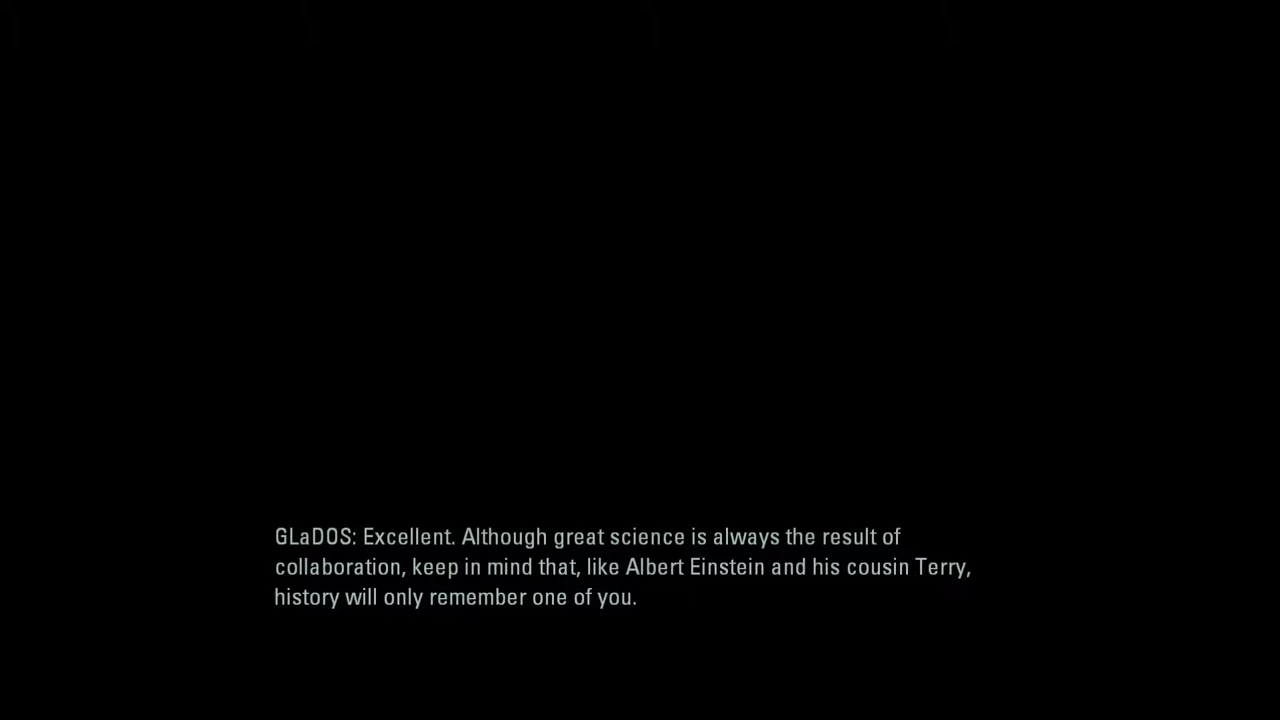 GLaDOS: Excellent. Although great science is always the result of
collaboration, keep in mind that, like Albert Einstein and his cousin Terry,
history will only remember one of you.